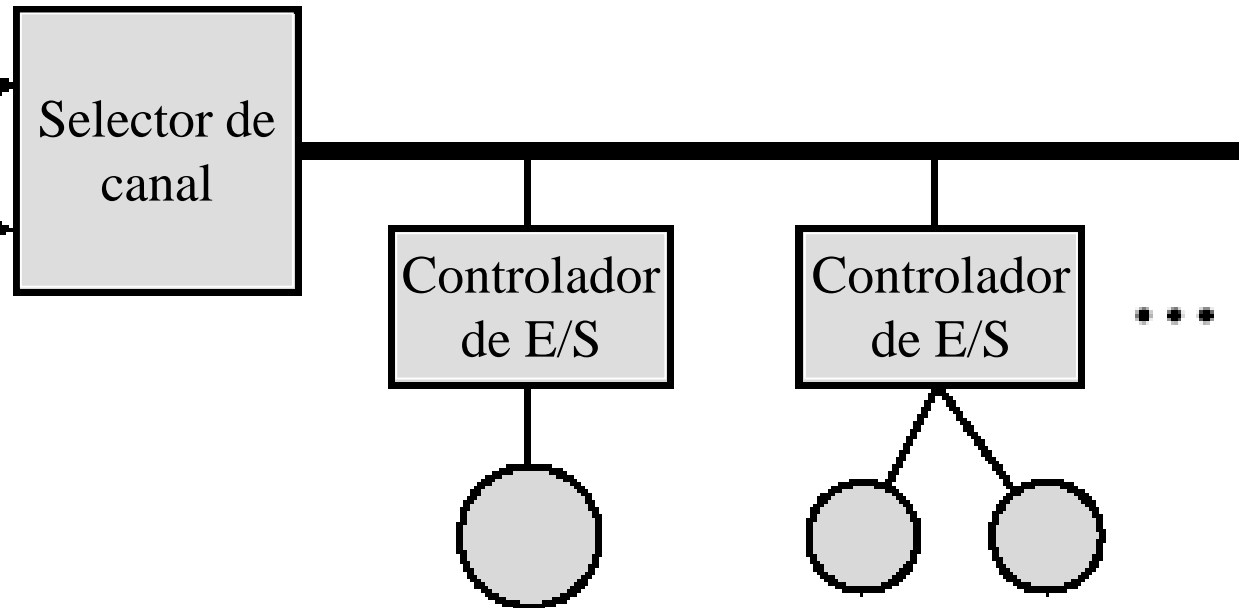 Selector de
canal
Controlador
de E/S
Controlador
de E/S
...